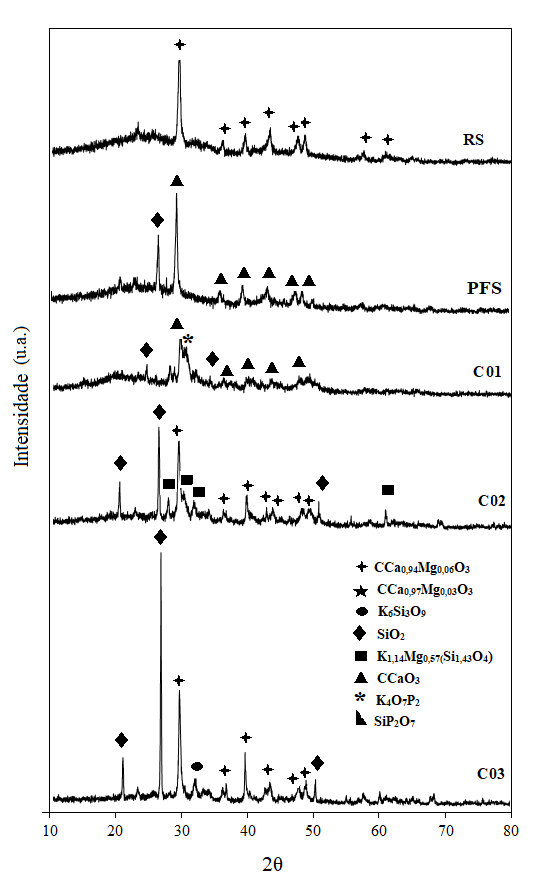 RS
PFS
Intensidade (u.a.)
C01
C02
CCa0,94Mg0,06O3
CCa0,97Mg0,03O3
K6Si3O9
SiO2
K1,14Mg0,57(Si1,43O4)
CCaO3
K4O7P2
SiP2O7
C03
10 20 30 40 50 60 70 80
2θ